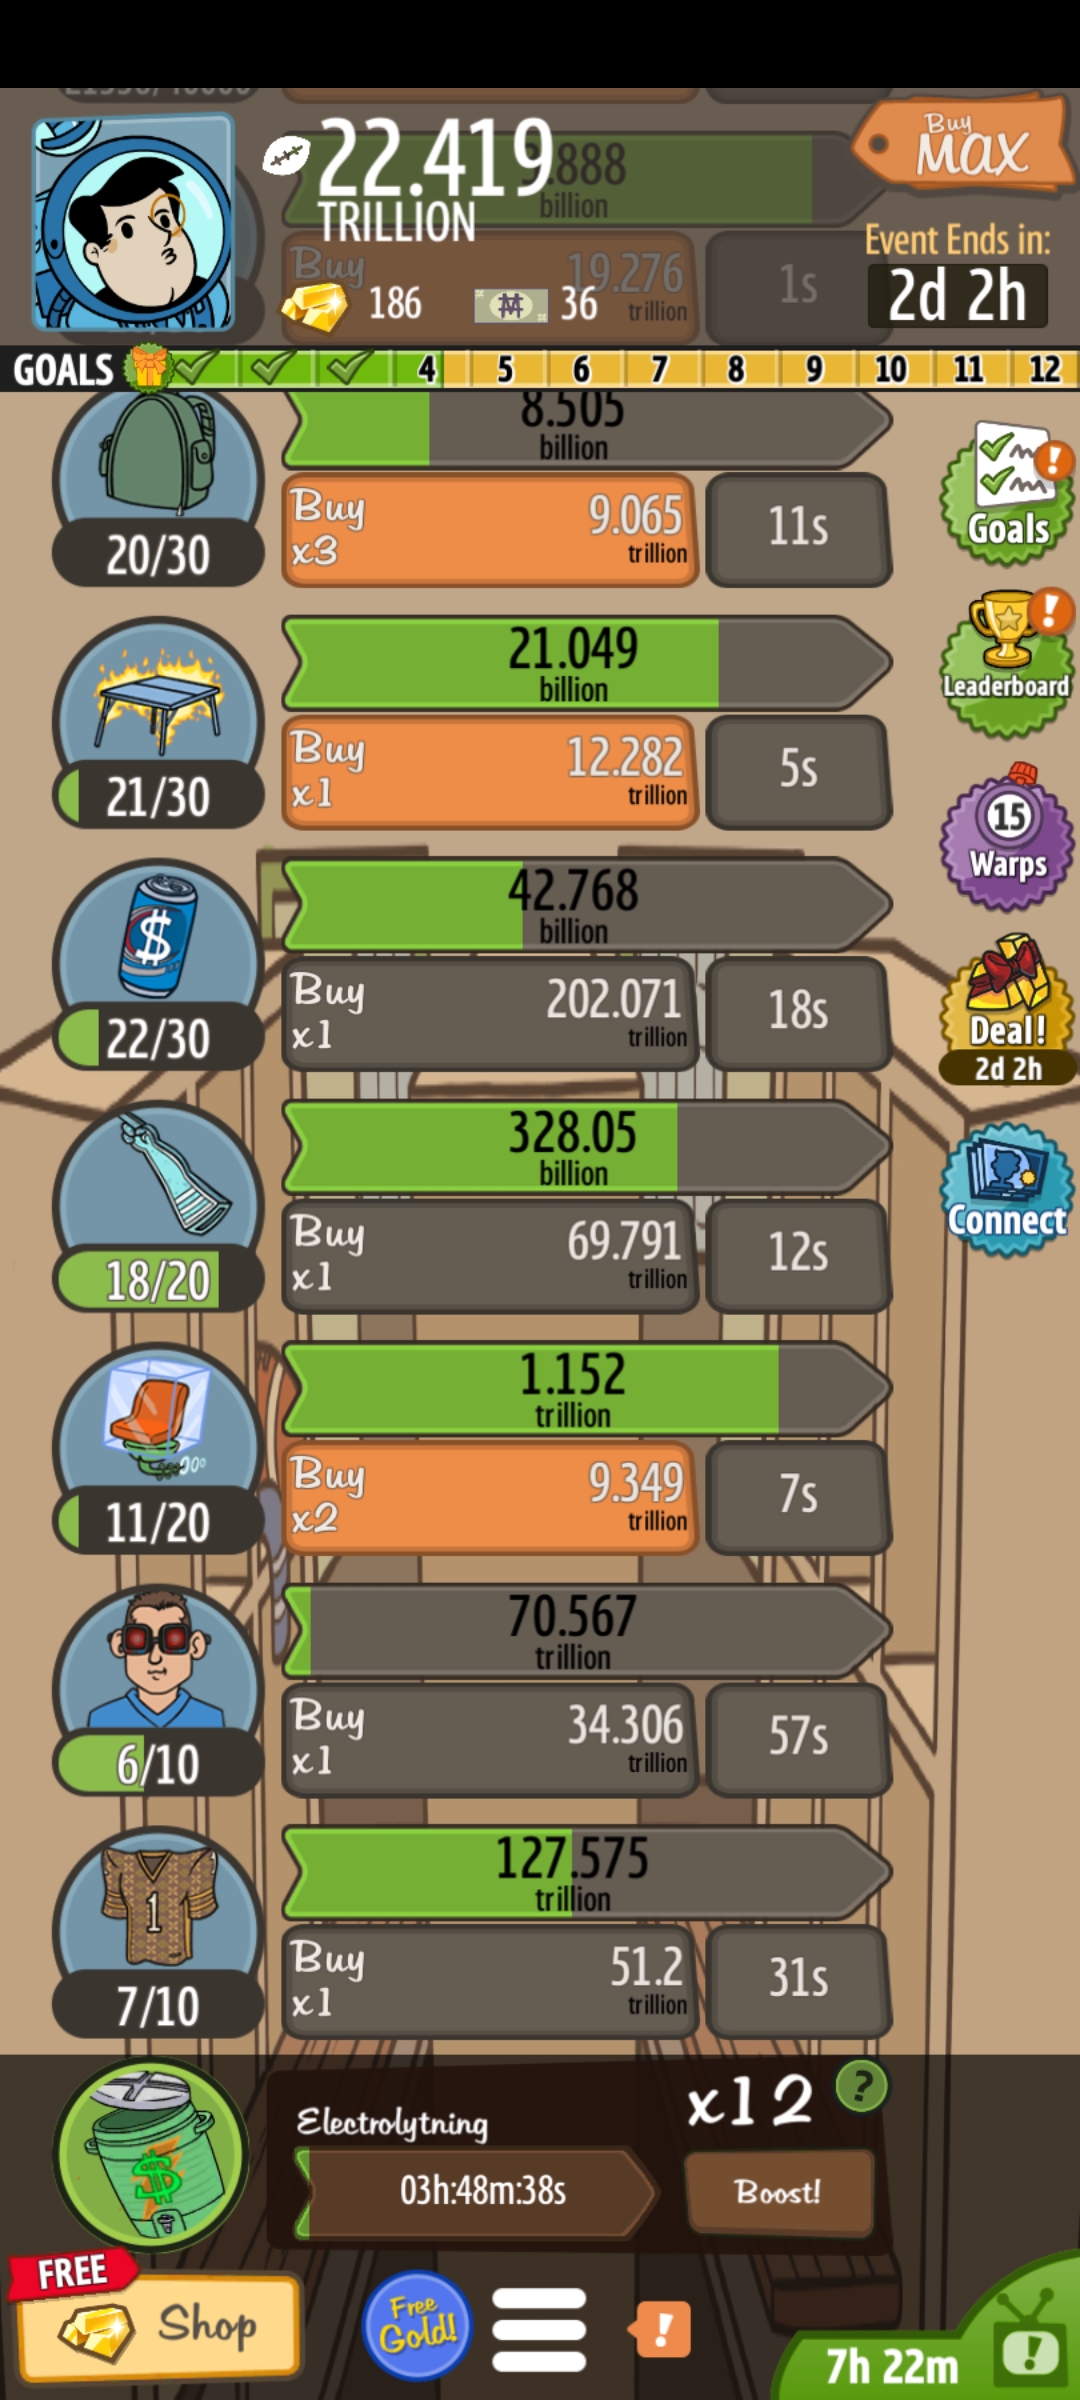 22.419
TRILLION
.888
billion
Buy
MAX
Event Ends in:
2d 2h
Buy
19.276
trillion
1s
186
36
GOALS
4
5
6
7
8
9
10
11
12
8.505
billion
Buy
x3
9.065
trillion
11s
20/30
Goals
21.049
billion
Buy
x1
12.282
trillion
5s
21/30
Leaderboard
42.768
billion
Buy
x1
202.071
trillion
18s
22/30
15
Warps
328.05
billion
Buy
x1
69.791
trillion
12s
18/20
Deal!
2d 2h
1.152
trillion
Buy
x2
9.349
trillion
7s
11/20
Connect
70.567
trillion
Buy
x1
34.306
trillion
57s
6/10
127.575
trillion
Buy
x1
51.2
trillion
31s
1
7/10
Electrolytning
x12
?
03h:48m:38s
Boost!
FREE
Shop
Free
Gold!
!
7h 22m
!